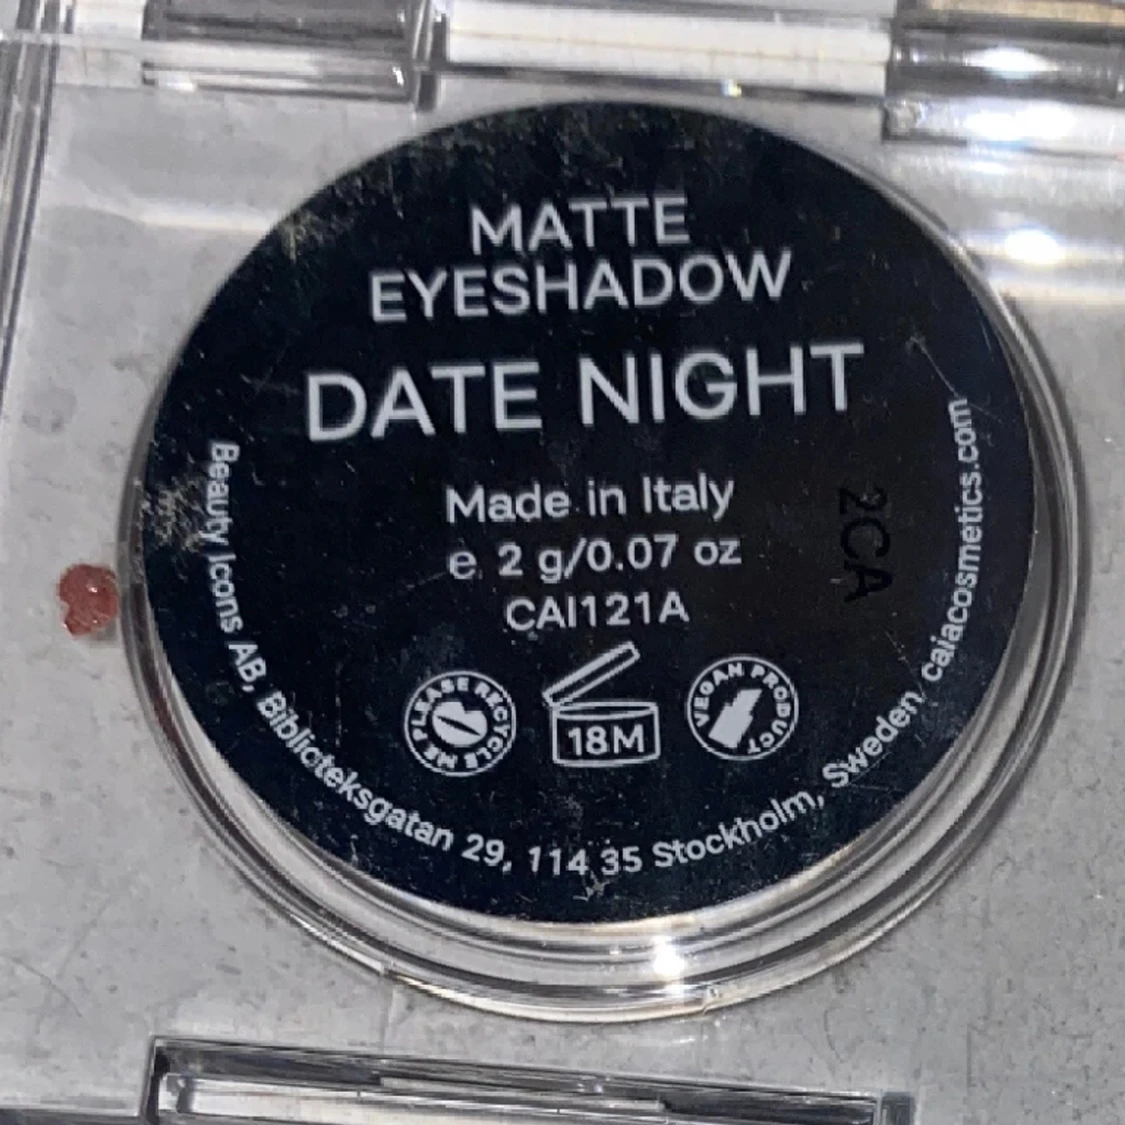 MATTE
EYESHADOW
DATE NIGHT
Made in Italy
e 2 g/0.07 oz
CAI121A
PLEASE RECYCLE ME
18M
VEGAN PRODUCT
2CA
Beauty Icons AB, Biblioteksgatan 29, 114 35 Stockholm, Sweden caiacosmetics.com